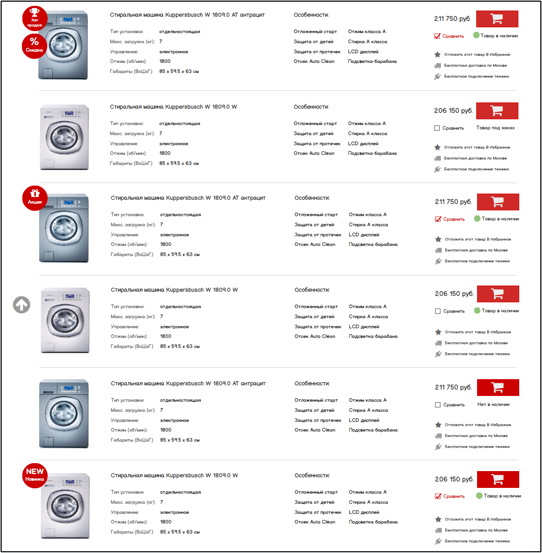 Хит продаж
% Скидка
Стиральная машина Kuppersbusch W 1809.0 AT антрацит
Особенности:
211 750 руб.
Тип установки: отдельностоящая
Отложенный старт Отжим класса А
Сравнить Товар в наличии
Макс. загрузка (кг): 7
Защита от детей Стирка класса А
Управление: электронное
Защита от протечек LCD дисплей
Отложить этот товар В Избранное
Отжим (об/мин): 1800
Отсек Auto Clean Подсветка барабана
Бесплатная доставка по Москве
Габариты (ВхШхГ): 85 х 59.5 х 63 см
Бесплатное подключение техники
Стиральная машина Kuppersbusch W 1809.0 W
Особенности:
206 150 руб.
Тип установки: отдельностоящая
Отложенный старт Отжим класса А
Сравнить Товар под заказ
Макс. загрузка (кг): 7
Защита от детей Стирка класса А
Управление: электронное
Защита от протечек LCD дисплей
Отложить этот товар В Избранное
Отжим (об/мин): 1800
Отсек Auto Clean Подсветка барабана
Бесплатная доставка по Москве
Габариты (ВхШхГ): 85 х 59.5 х 63 см
Бесплатное подключение техники
Акция
Стиральная машина Kuppersbusch W 1809.0 AT антрацит
Особенности:
211 750 руб.
Тип установки: отдельностоящая
Отложенный старт Отжим класса А
Сравнить Товар в наличии
Макс. загрузка (кг): 7
Защита от детей Стирка класса А
Управление: электронное
Защита от протечек LCD дисплей
Отложить этот товар В Избранное
Отжим (об/мин): 1800
Отсек Auto Clean Подсветка барабана
Бесплатная доставка по Москве
Габариты (ВхШхГ): 85 х 59.5 х 63 см
Бесплатное подключение техники
Стиральная машина Kuppersbusch W 1809.0 W
Особенности:
206 150 руб.
Тип установки: отдельностоящая
Отложенный старт Отжим класса А
Сравнить Товар в наличии
Макс. загрузка (кг): 7
Защита от детей Стирка класса А
Управление: электронное
Защита от протечек LCD дисплей
Отложить этот товар В Избранное
Отжим (об/мин): 1800
Отсек Auto Clean Подсветка барабана
Бесплатная доставка по Москве
Габариты (ВхШхГ): 85 х 59.5 х 63 см
Бесплатное подключение техники
Стиральная машина Kuppersbusch W 1809.0 AT антрацит
Особенности:
211 750 руб.
Тип установки: отдельностоящая
Отложенный старт Отжим класса А
Сравнить Нет в наличии
Макс. загрузка (кг): 7
Защита от детей Стирка класса А
Управление: электронное
Защита от протечек LCD дисплей
Отложить этот товар В Избранное
Отжим (об/мин): 1800
Отсек Auto Clean Подсветка барабана
Бесплатная доставка по Москве
Габариты (ВхШхГ): 85 х 59.5 х 63 см
Бесплатное подключение техники
NEW
Новинка
Стиральная машина Kuppersbusch W 1809.0 W
Особенности:
206 150 руб.
Тип установки: отдельностоящая
Отложенный старт Отжим класса А
Сравнить Товар в наличии
Макс. загрузка (кг): 7
Защита от детей Стирка класса А
Управление: электронное
Защита от протечек LCD дисплей
Отложить этот товар В Избранное
Отжим (об/мин): 1800
Отсек Auto Clean Подсветка барабана
Бесплатная доставка по Москве
Габариты (ВхШхГ): 85 х 59.5 х 63 см
Бесплатное подключение техники